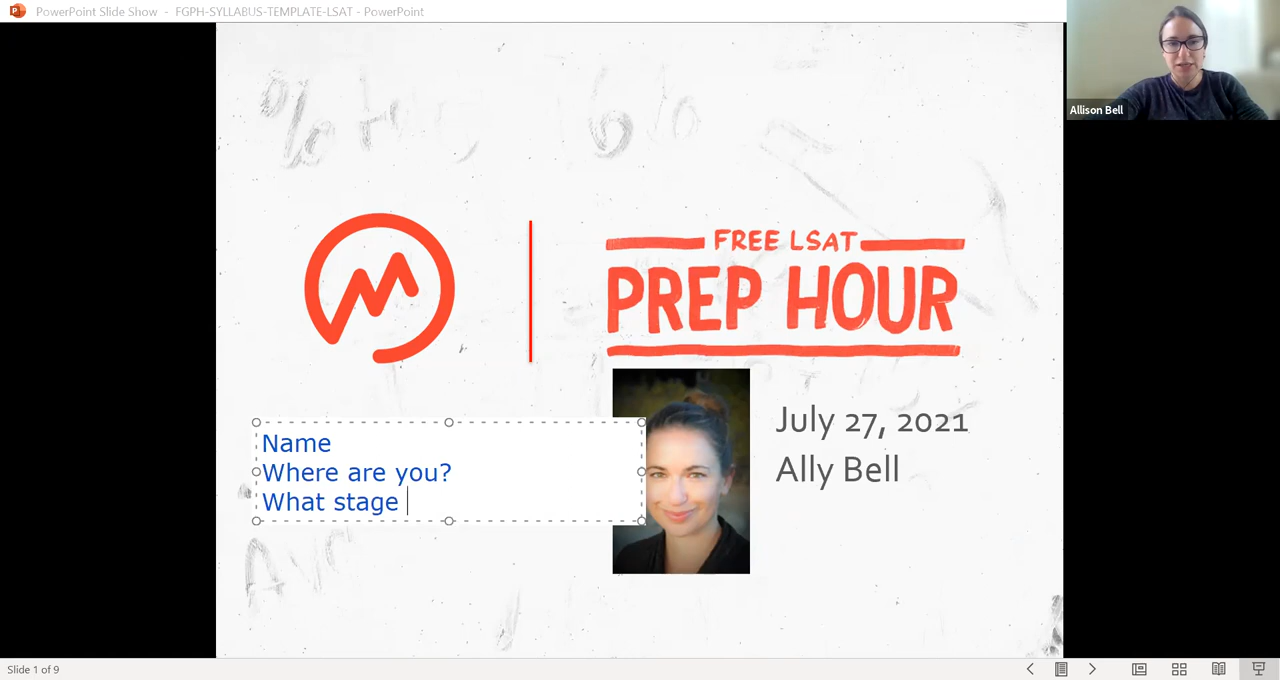 PowerPoint Slide Show - FGPH-SYLLABUS-TEMPLATE-LSAT - PowerPoint
Allison Bell
FREE LSAT
PREP HOUR
July 27, 2021
Ally Bell
Name
Where are you?
What stage
Slide 1 of 9